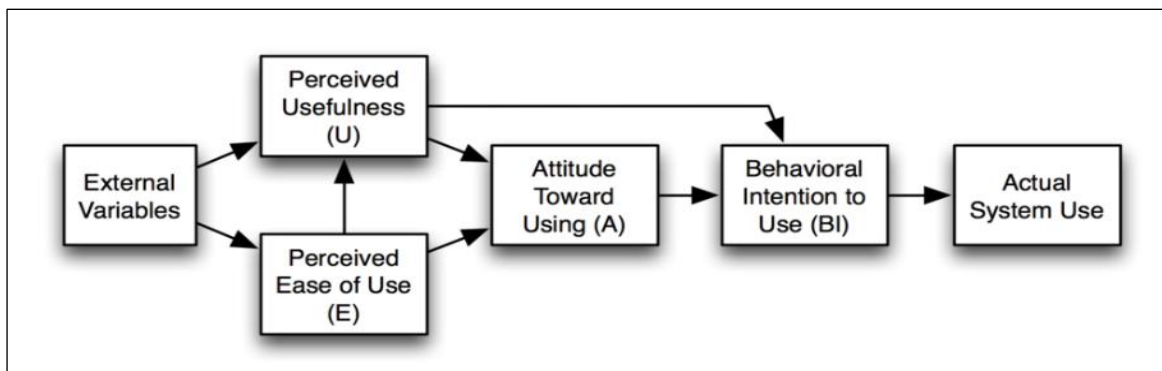 External
Variables
Perceived
Usefulness
(U)
Perceived
Ease of Use
(E)
Attitude
Toward
Using (A)
Behavioral
Intention to
Use (BI)
Actual
System Use